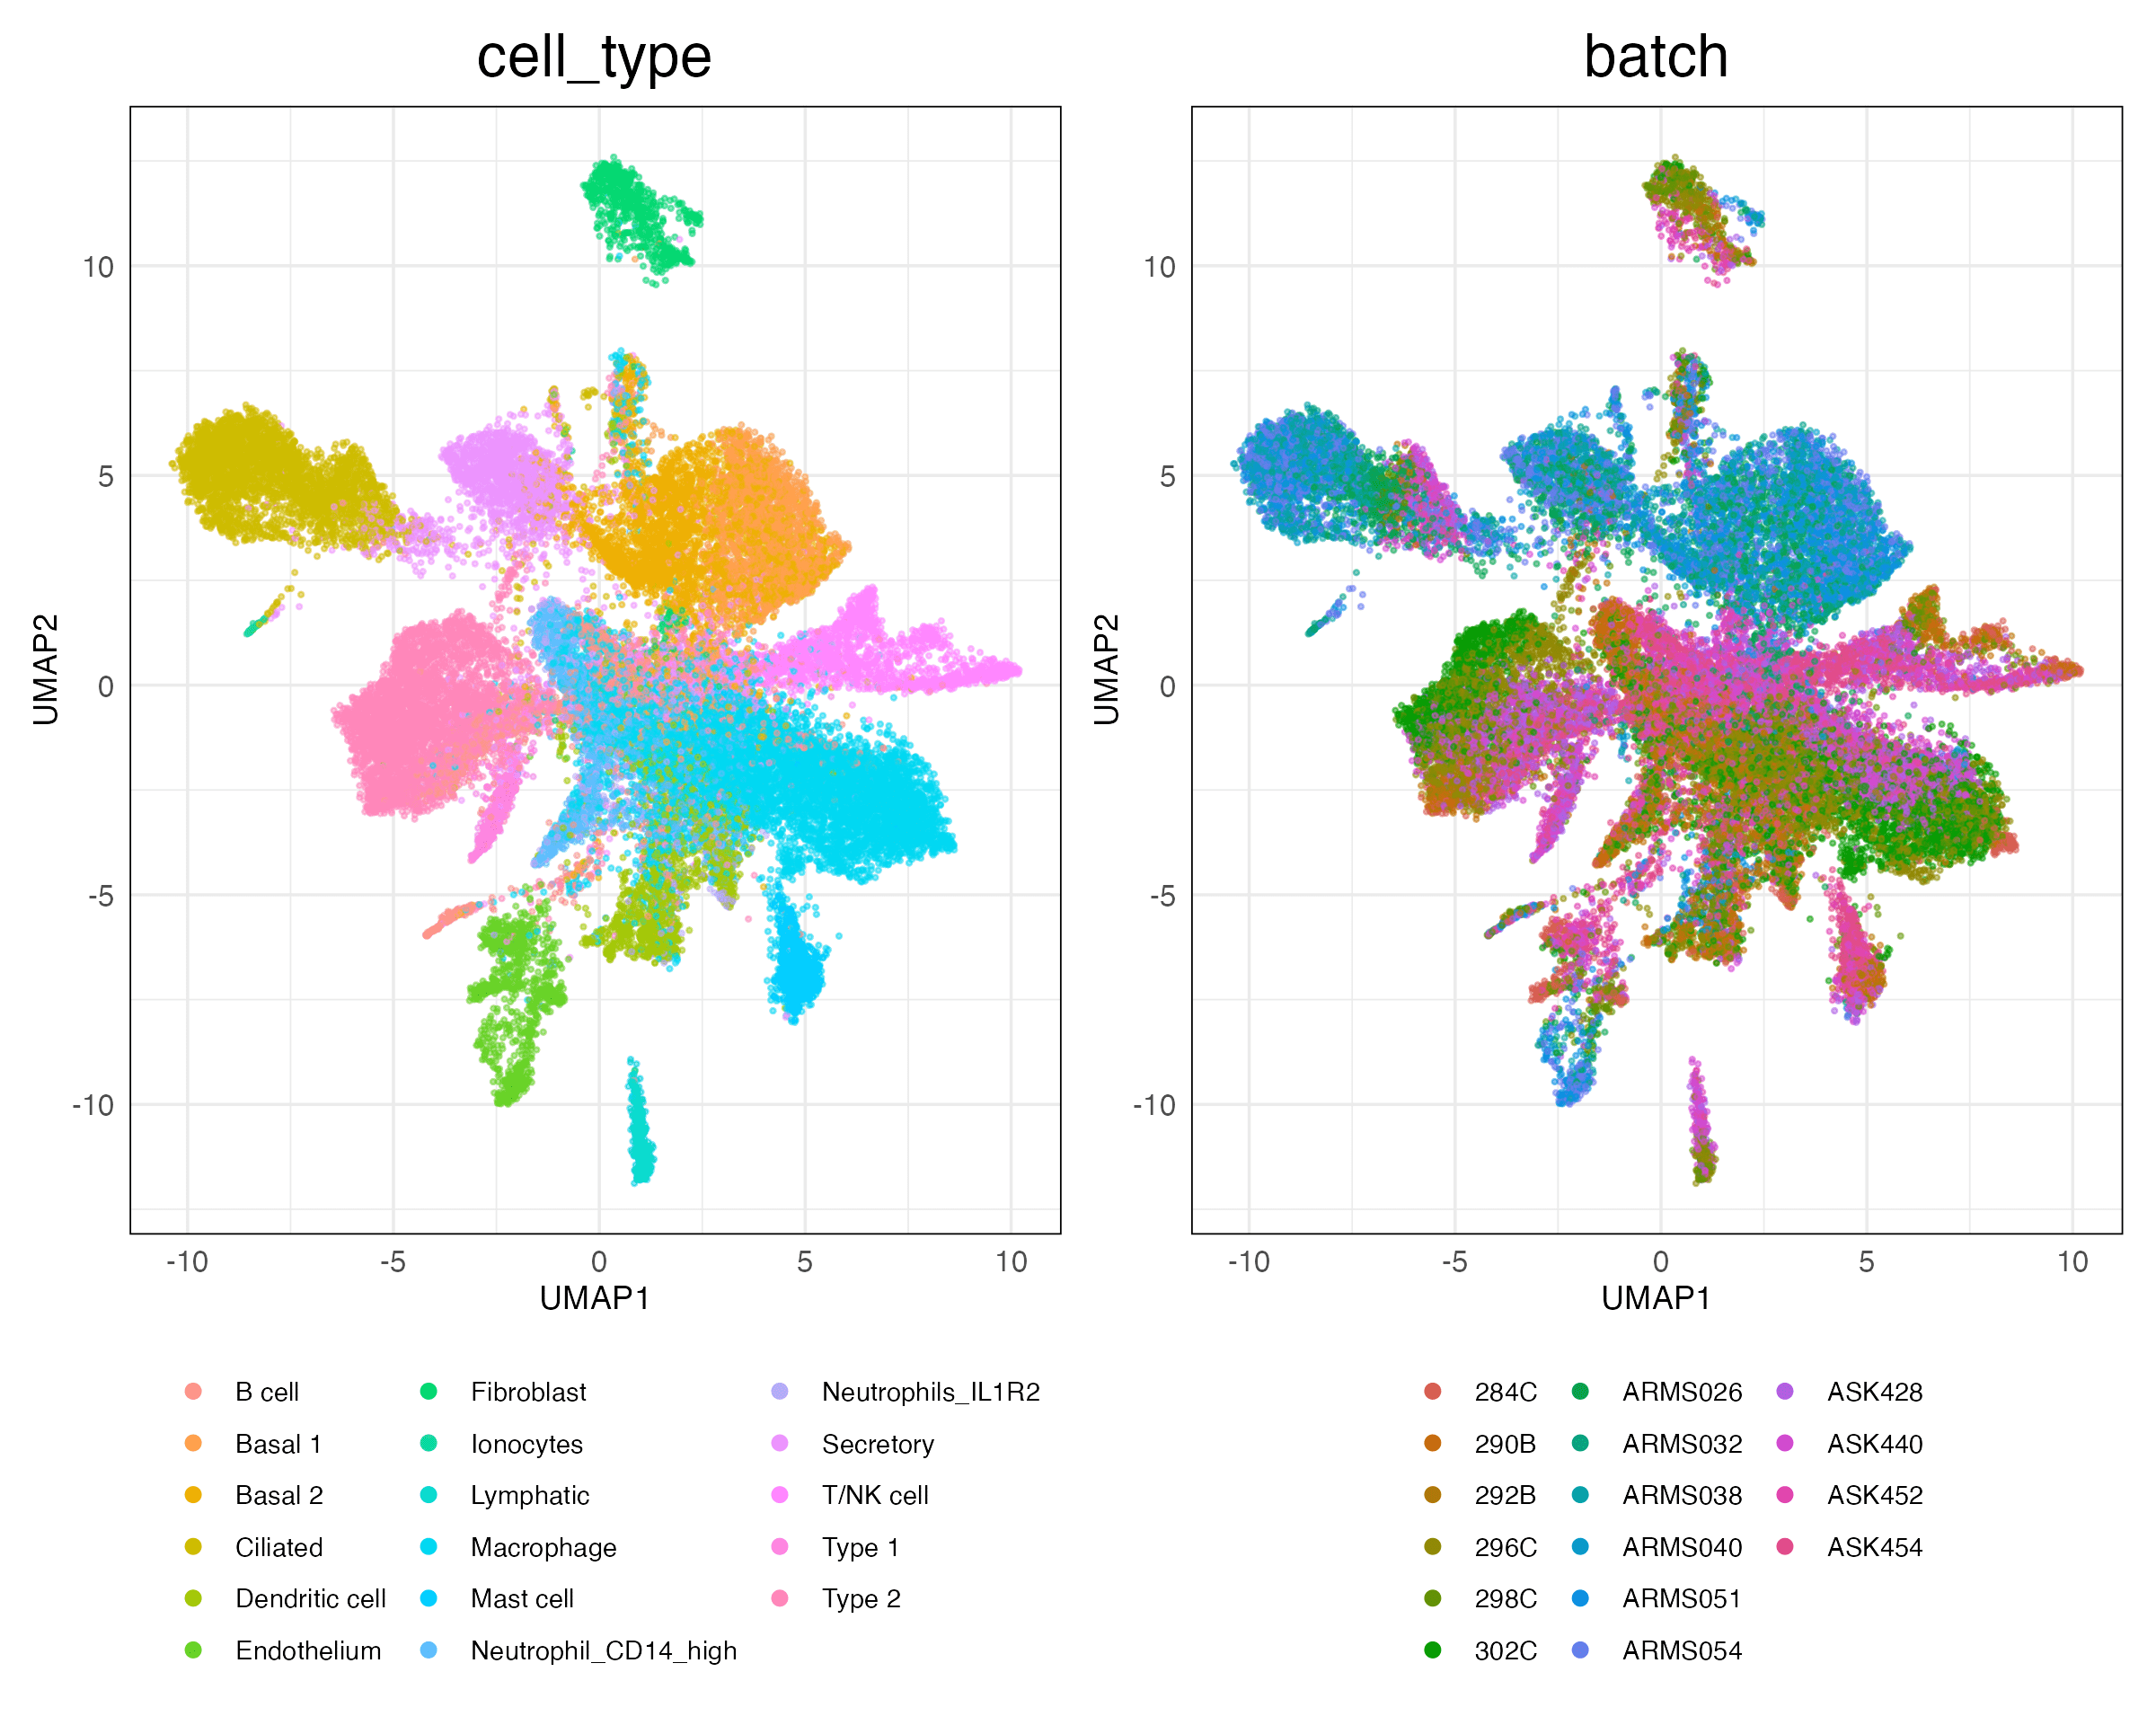 cell_type
batch
10
5
0
-5
-10
UMAP2
-10 -5 0 5 10
UMAP1
10
5
0
-5
-10
UMAP2
-10 -5 0 5 10
UMAP1
B cell
Basal 1
Basal 2
Ciliated
Dendritic cell
Endothelium
Fibroblast
Ionocytes
Lymphatic
Macrophage
Mast cell
Neutrophil_CD14_high
Neutrophils_IL1R2
Secretory
T/NK cell
Type 1
Type 2
284C
290B
292B
296C
298C
302C
ARMS026
ARMS032
ARMS038
ARMS040
ARMS051
ARMS054
ASK428
ASK440
ASK452
ASK454